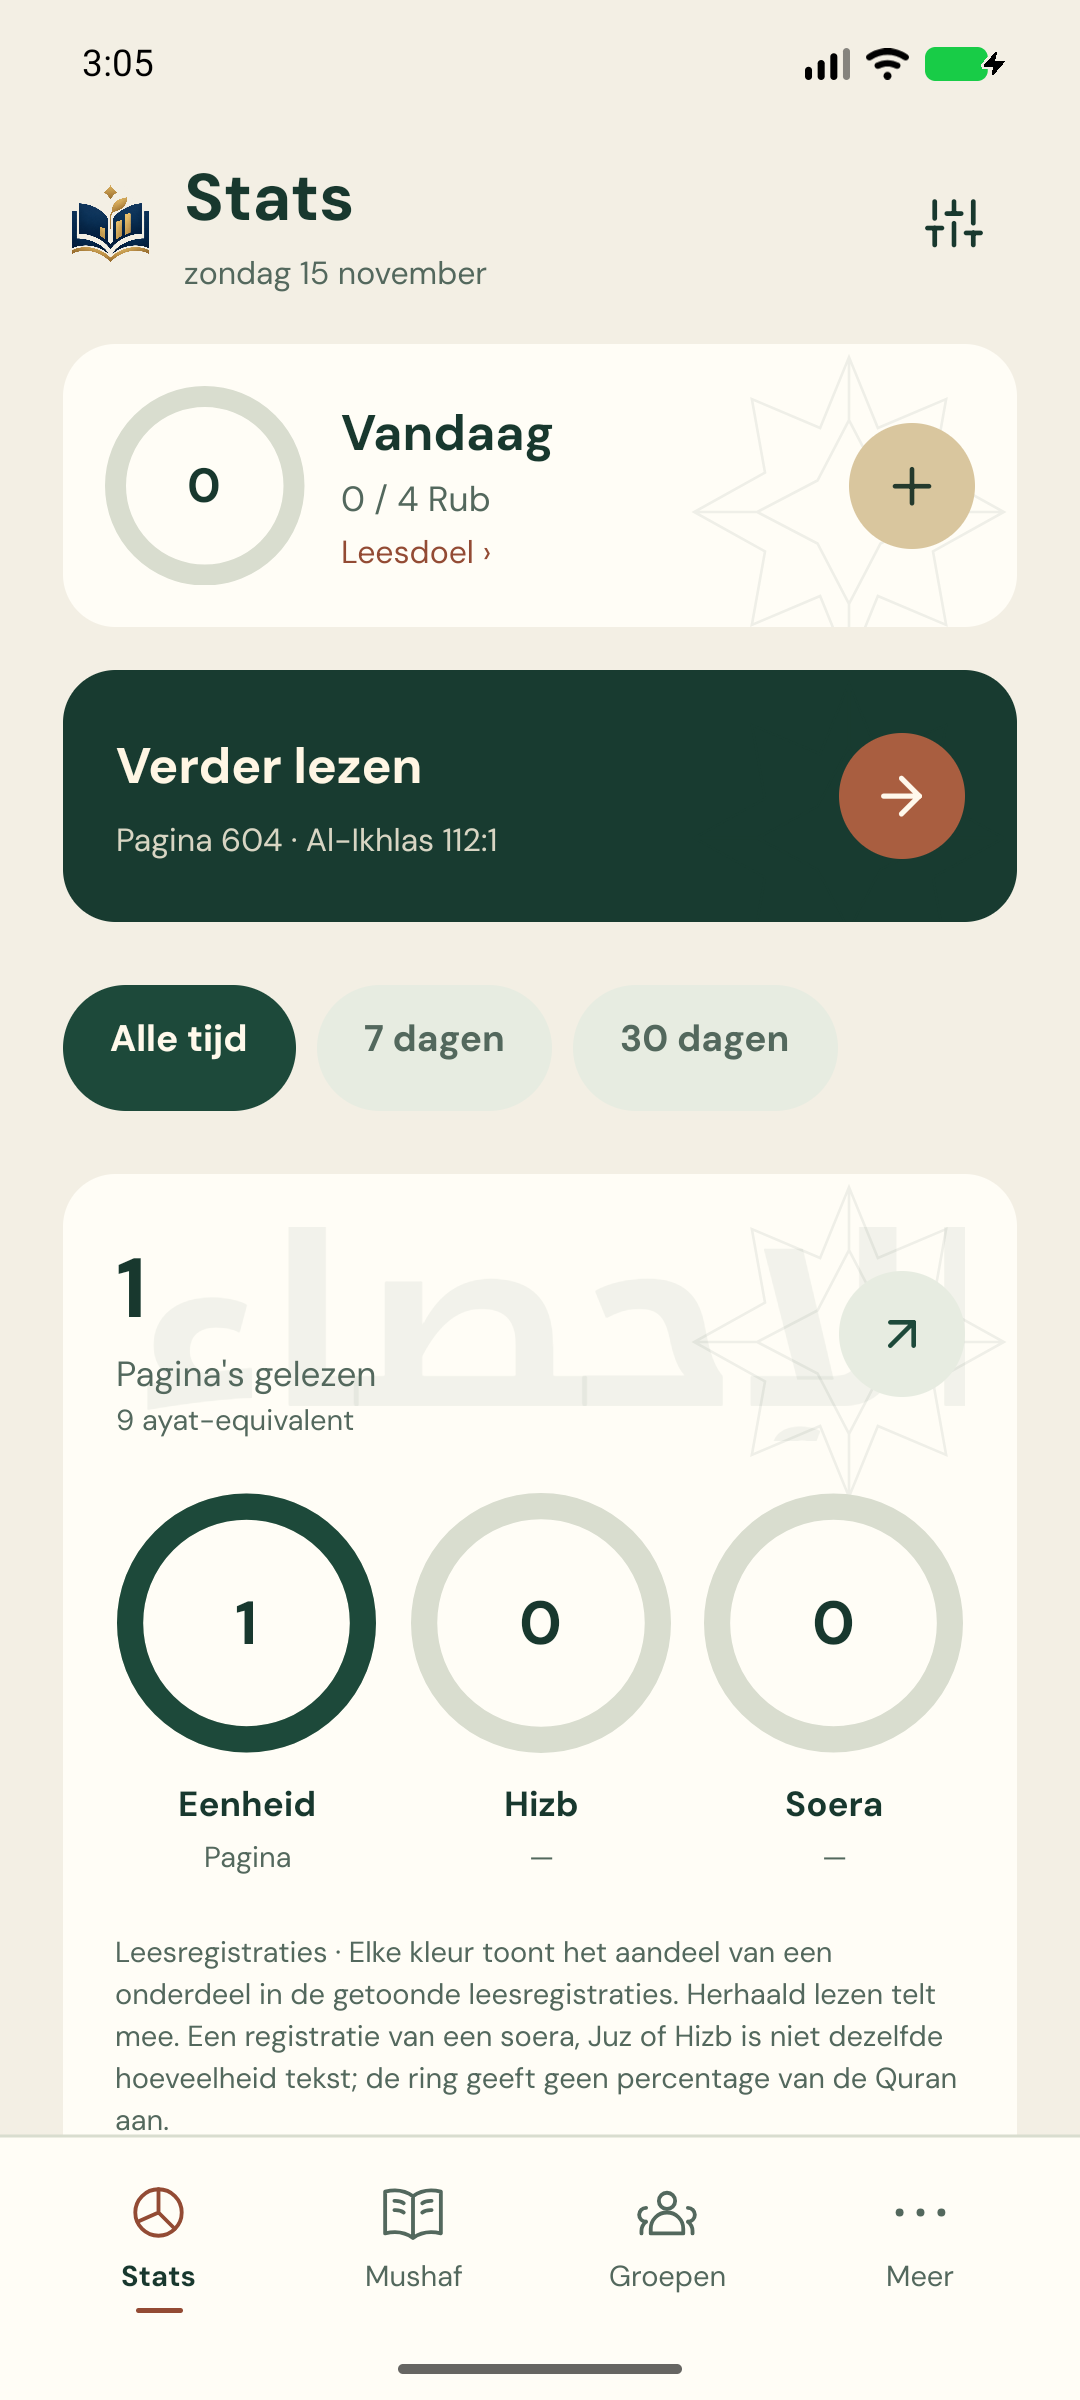 3:05
Stats
zondag 15 november
0
Vandaag
0 / 4 Rub
Leesdoel ›
Verder lezen
Pagina 604 · Al-Ikhlas 112:1
Alle tijd
7 dagen
30 dagen
الإحصاء
1
Pagina's gelezen
9 ayat-equivalent
1
0
0
Eenheid
Hizb
Soera
Pagina
—
—
Leesregistraties · Elke kleur toont het aandeel van een
onderdeel in de getoonde leesregistraties. Herhaald lezen telt
mee. Een registratie van een soera, Juz of Hizb is niet dezelfde
hoeveelheid tekst; de ring geeft geen percentage van de Quran
aan.
Stats
Mushaf
Groepen
Meer